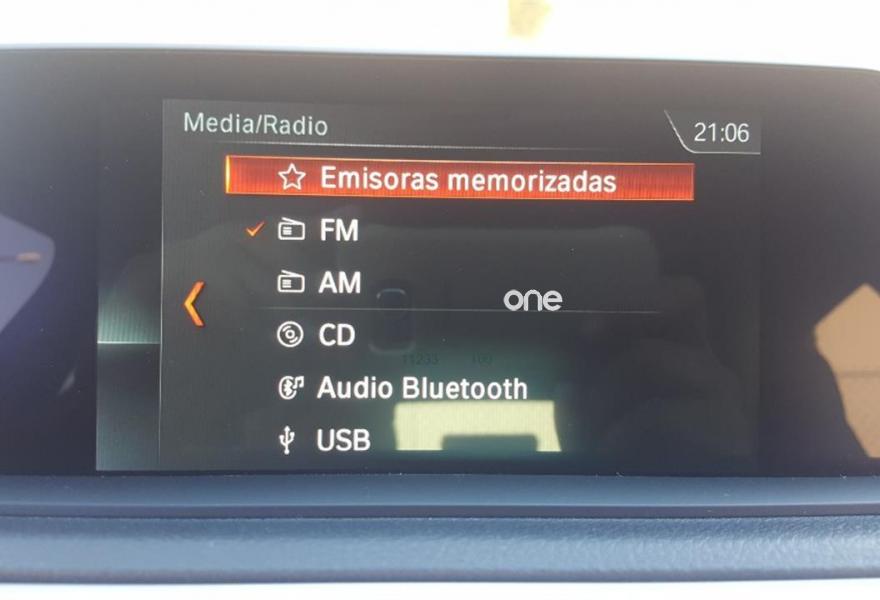 Media/Radio
21:06
Emisoras memorizadas
FM
AM
one
CD
Audio Bluetooth
USB